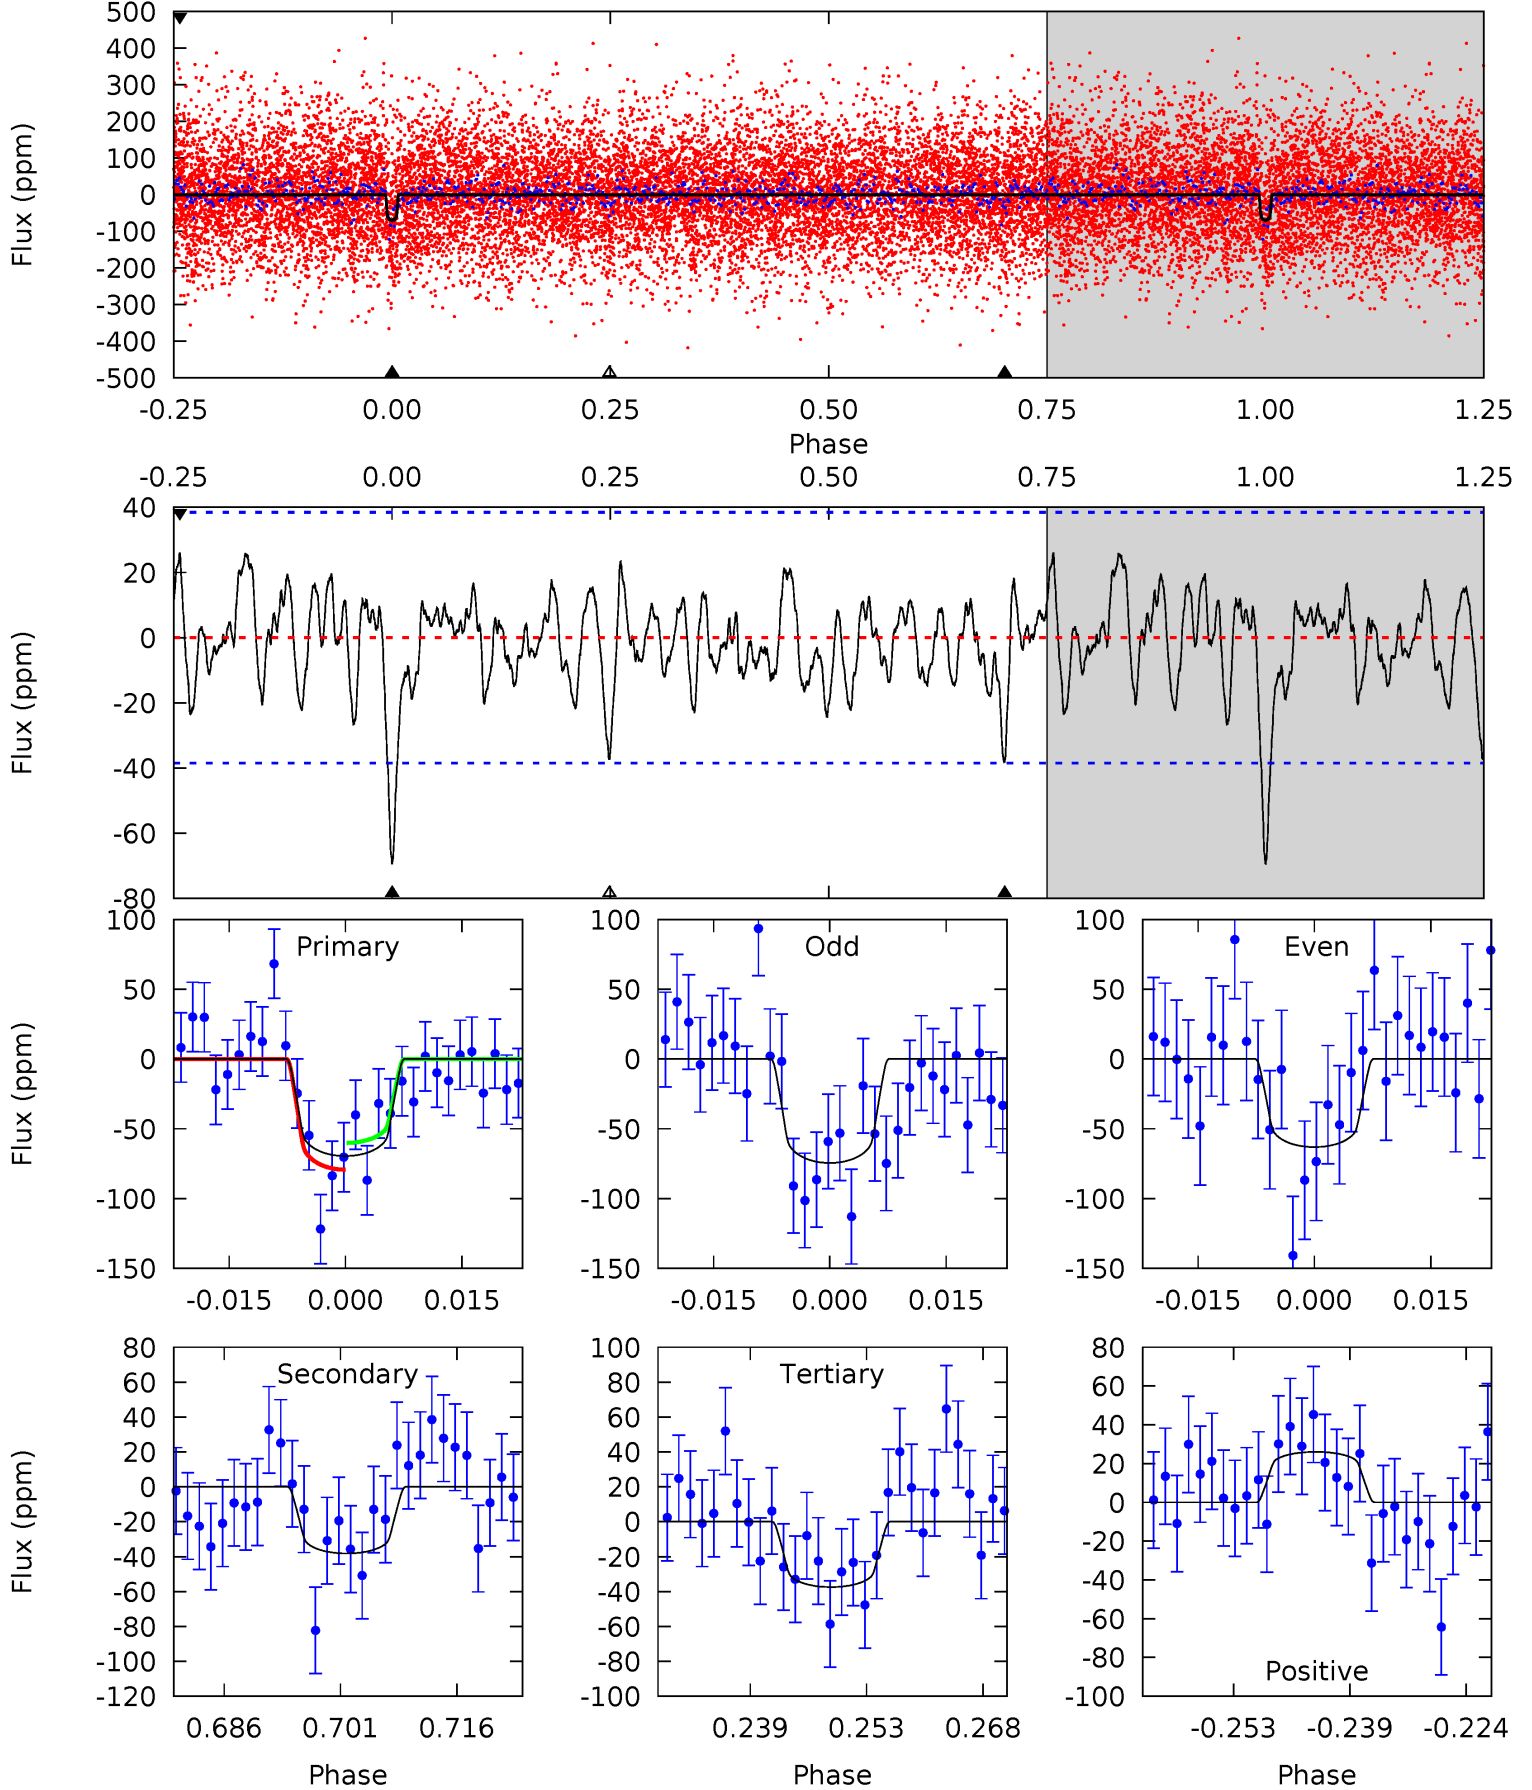 500
400
300
200
100
0
-100
-200
-300
-400
-500
Flux (ppm)
-0.25 0.00 0.25 0.50 0.75 1.00 1.25
Phase
-0.25 0.00 0.25 0.50 0.75 1.00 1.25
40
20
0
-20
-40
-60
-80
Flux (ppm)
Primary Odd Even
100 100 100
50 50 50
0 0 0
-50 -50 -50
-100 -100 -100
-150 -150 -150
Flux (ppm)
-0.015 0.000 0.015 -0.015 0.000 0.015 -0.015 0.000 0.015
Secondary Tertiary Positive
80 100 80
60 80 60
40 60 40
20 40 20
0 20 0
-20 0 -20
-40 -20 -40
-60 -40 -60
-80 -60 -80
-100 -80 -100
-120 -100
Flux (ppm)
0.686 0.701 0.716 0.239 0.253 0.268 -0.253 -0.239 -0.224
Phase Phase Phase